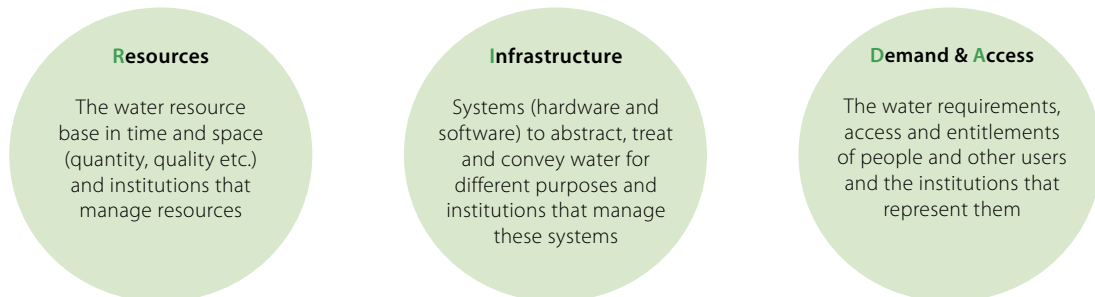 Resources
The water resource
base in time and space
(quantity, quality etc.)
and institutions that
manage resources
Infrastructure
Systems (hardware and
software) to abstract, treat
and convey water for
different purposes and
institutions that manage
these systems
Demand & Access
The water requirements,
access and entitlements
of people and other users
and the institutions that
represent them